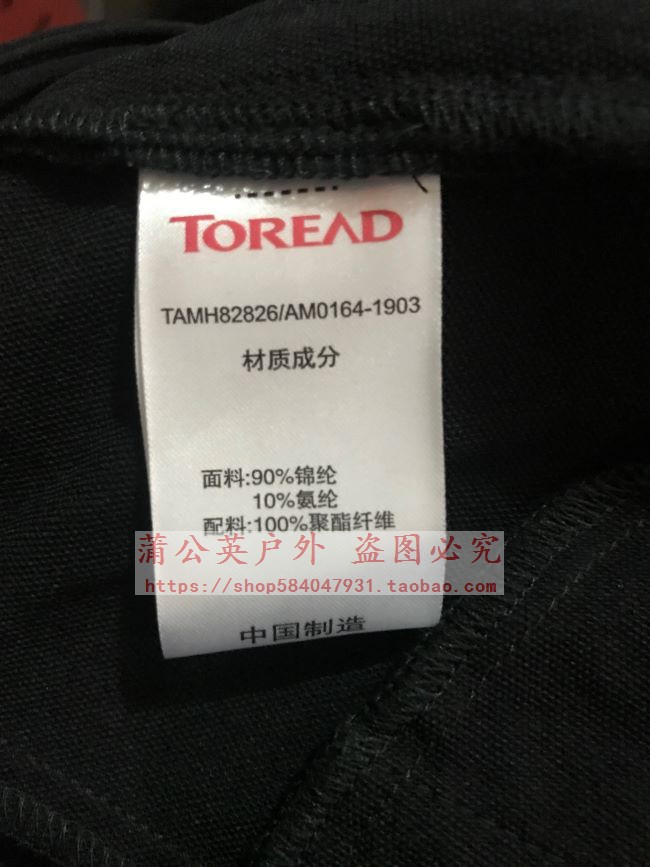 TOREAD
TAMH82826/AM0164-1903
材质成分
面料:90%锦纶
10%氨纶
配料:100%聚酯纤维
蒲公英户外 盗图必究
https://shop584047931.taobao.com
中国制造